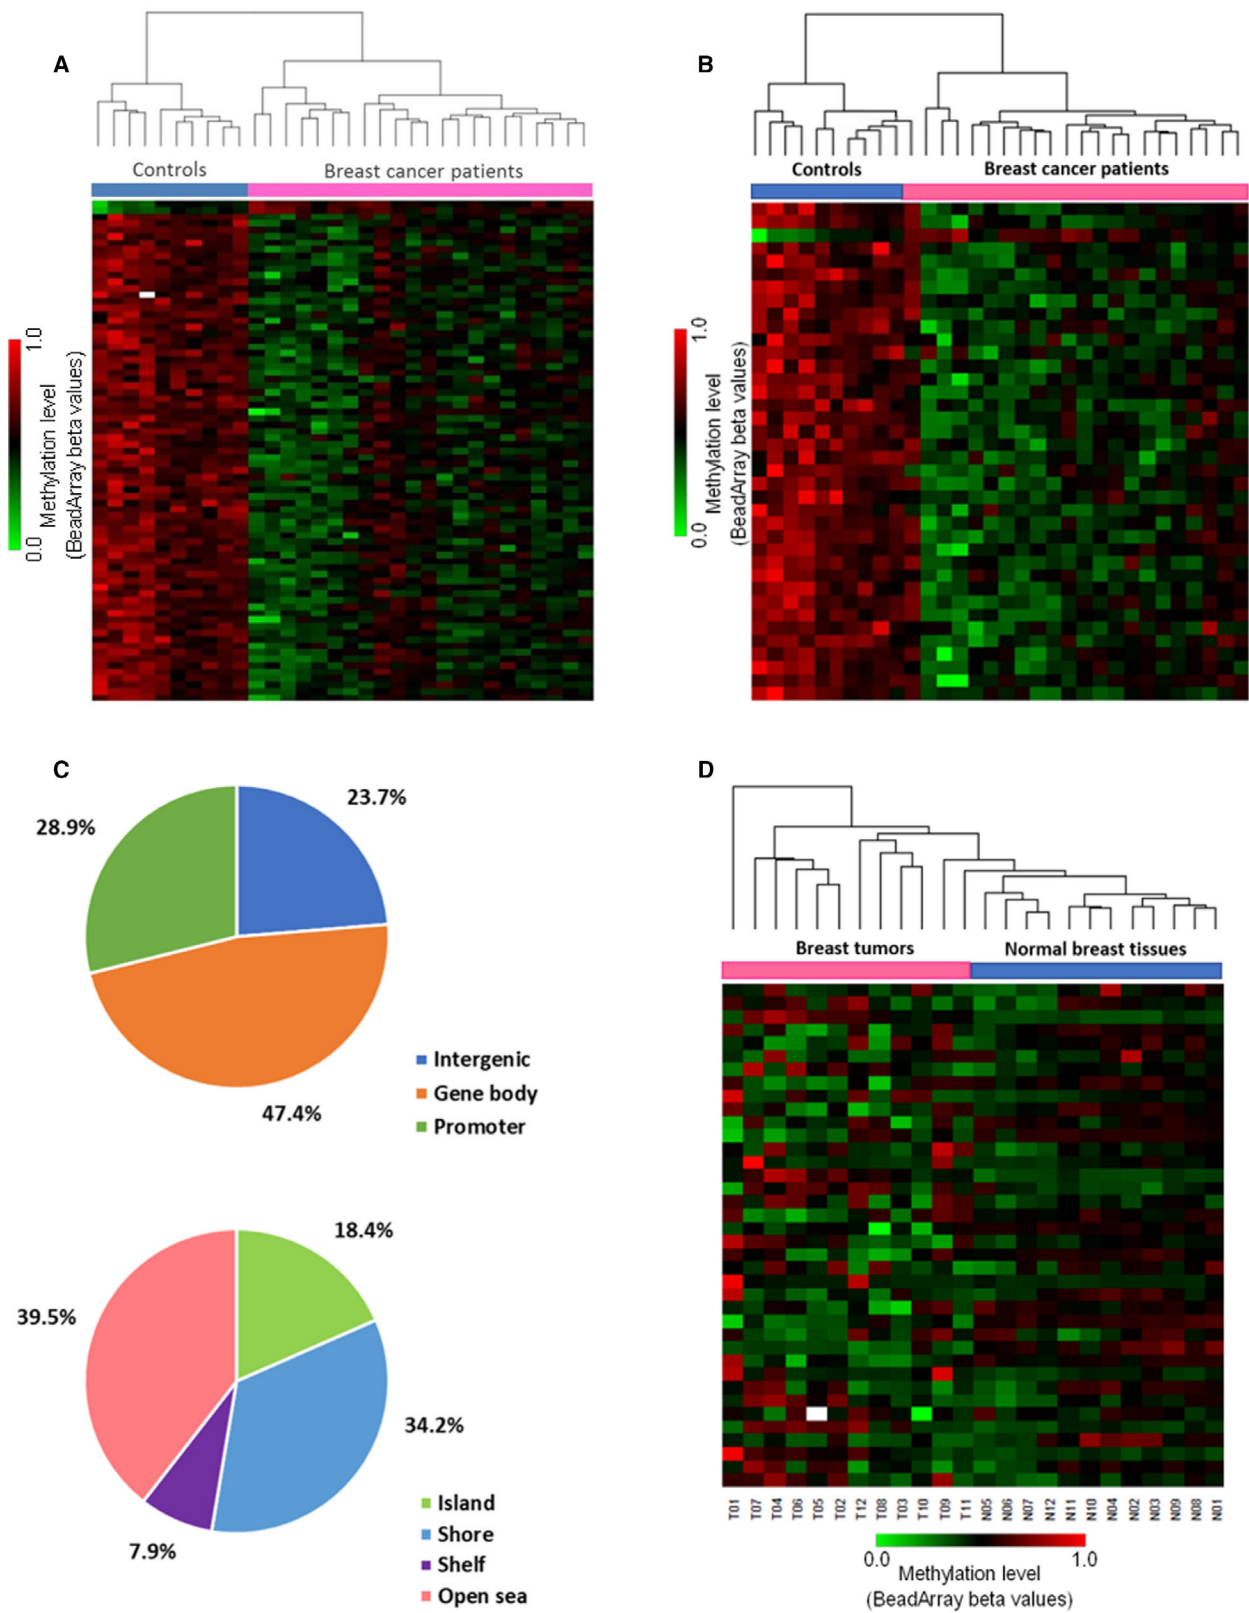 A
Controls
Breast cancer patients
1.0
Methylation level
(BeadArray beta values)
0.0
B
Controls
Breast cancer patients
1.0
Methylation level
(BeadArray beta values)
0.0
C
23.7%
28.9%
47.4%
Intergenic
Gene body
Promoter
18.4%
39.5%
34.2%
7.9%
Island
Shore
Shelf
Open sea
D
Breast tumors
Normal breast tissues
T01 T07 T04 T06 T05 T02 T12 T08 T03 T10 T09 T11 N05 N06 N07 N12 N11 N10 N04 N02 N03 N09 N08 N01
0.0 1.0
Methylation level
(BeadArray beta values)